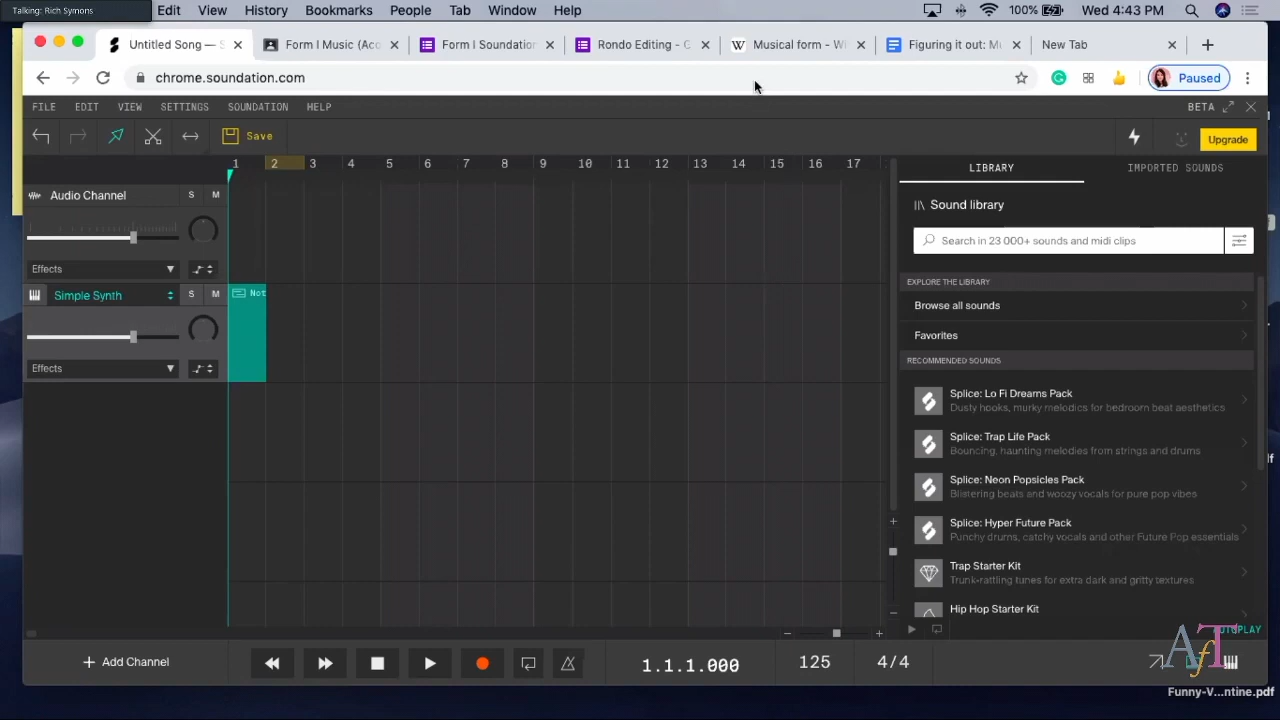 Talking: Rich Symons
Edit View History Bookmarks People Tab Window Help
100% Wed 4:43 PM
Untitled Song — S
Form I Music (Acc
Form I Soundation
Rondo Editing - C
Musical form - Wi
Figuring it out: Mu
New Tab
chrome.soundation.com
Paused
FILE EDIT VIEW SETTINGS SOUNDATION HELP
BETA
Save
Upgrade
1 2 3 4 5 6 7 8 9 10 11 12 13 14 15 16 17
LIBRARY IMPORTED SOUNDS
Audio Channel S M
Sound library
Search in 23 000+ sounds and midi clips
Effects
EXPLORE THE LIBRARY
Simple Synth S M
Not
Browse all sounds
Favorites
Effects
RECOMMENDED SOUNDS
Splice: Lo Fi Dreams Pack
Dusty hooks, murky melodics for bedroom beat aesthetics
Splice: Trap Life Pack
Bouncing, haunting melodies from strings and drums
Splice: Neon Popsicles Pack
Blistering beats and woozy vocals for pure pop vibes
Splice: Hyper Future Pack
Punchy drums, catchy vocals and other Future Pop essentials
Trap Starter Kit
Trunk-rattling tunes for extra dark and gritty textures
Hip Hop Starter Kit
AUTOPLAY
+ Add Channel
1.1.1.000
125
4/4
AfT
Funny-V...ntine.pdf